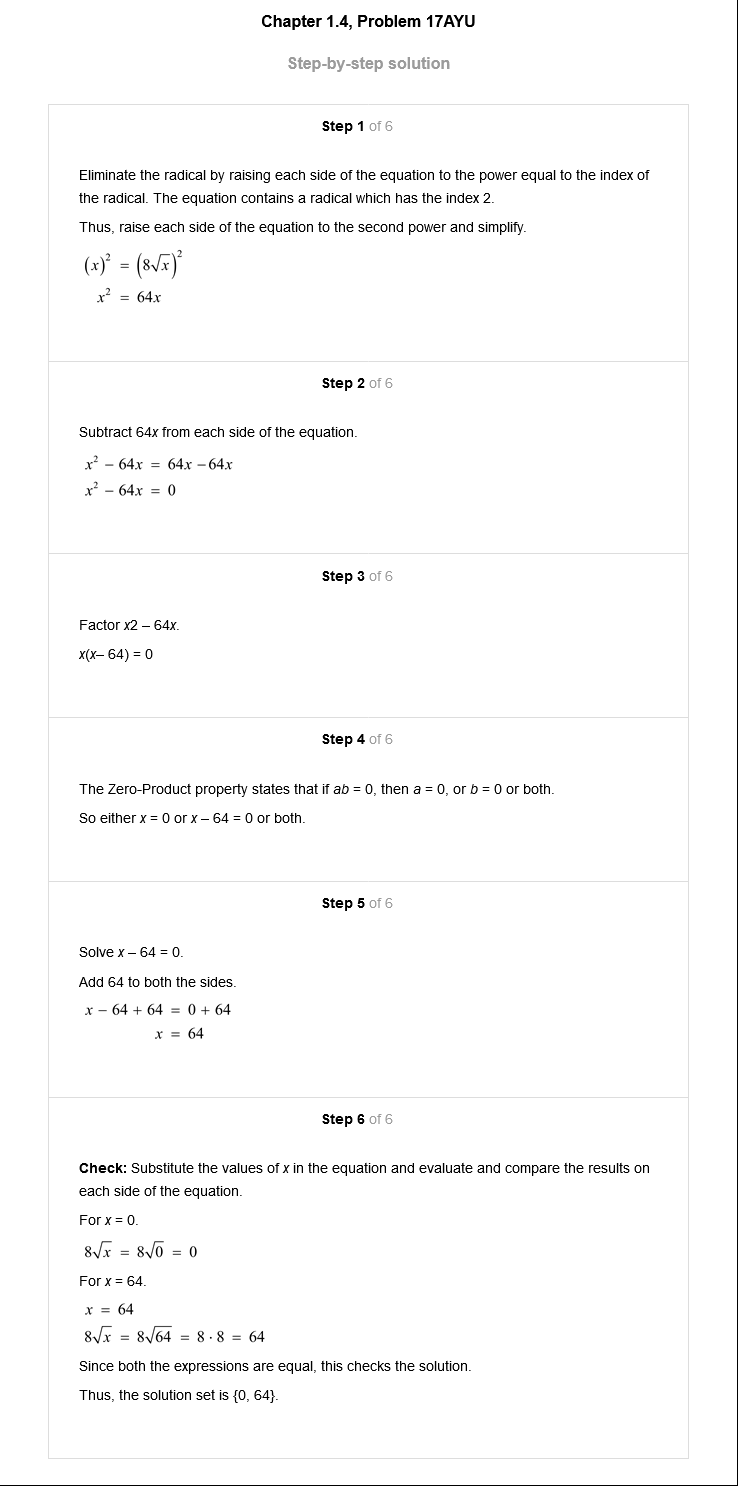 Chapter 1.4, Problem 17AYU
Step-by-step solution
Step 1 of 6
Eliminate the radical by raising each side of the equation to the power equal to the index of
the radical. The equation contains a radical which has the index 2.
Thus, raise each side of the equation to the second power and simplify.
(x)² = (8√x)²
x² = 64x
Step 2 of 6
Subtract 64x from each side of the equation.
x² − 64x = 64x − 64x
x² − 64x = 0
Step 3 of 6
Factor x2 – 64x.
x(x– 64) = 0
Step 4 of 6
The Zero-Product property states that if ab = 0, then a = 0, or b = 0 or both.
So either x = 0 or x – 64 = 0 or both.
Step 5 of 6
Solve x – 64 = 0.
Add 64 to both the sides.
x − 64 + 64 = 0 + 64
x = 64
Step 6 of 6
Check: Substitute the values of x in the equation and evaluate and compare the results on
each side of the equation.
For x = 0.
8√x = 8√0 = 0
For x = 64.
x = 64
8√x = 8√64 = 8 · 8 = 64
Since both the expressions are equal, this checks the solution.
Thus, the solution set is {0, 64}.